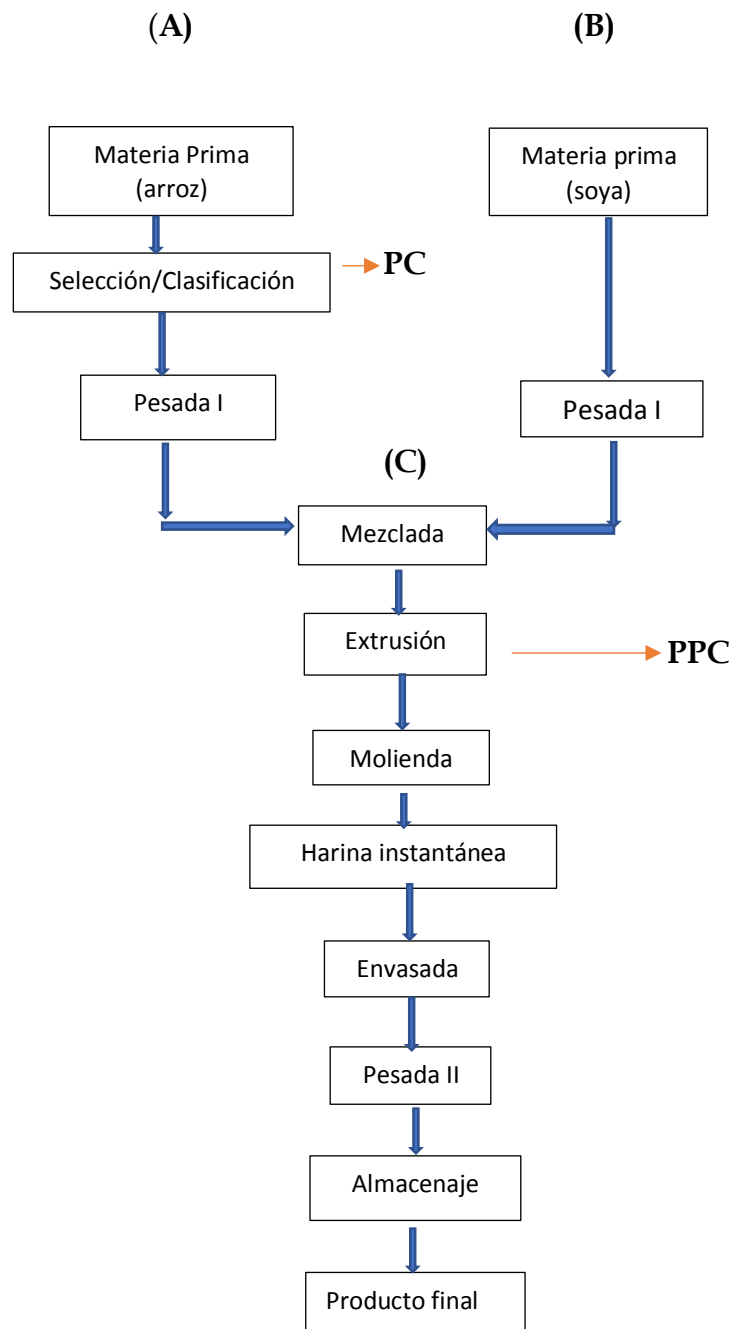 (A)
(B)
Materia Prima
(arroz)
Materia prima
(soya)
Selección/Clasificación
PC
Pesada I
Pesada I
(C)
Mezclada
Extrusión
PPC
Molienda
Harina instantánea
Envasada
Pesada II
Almacenaje
Producto final